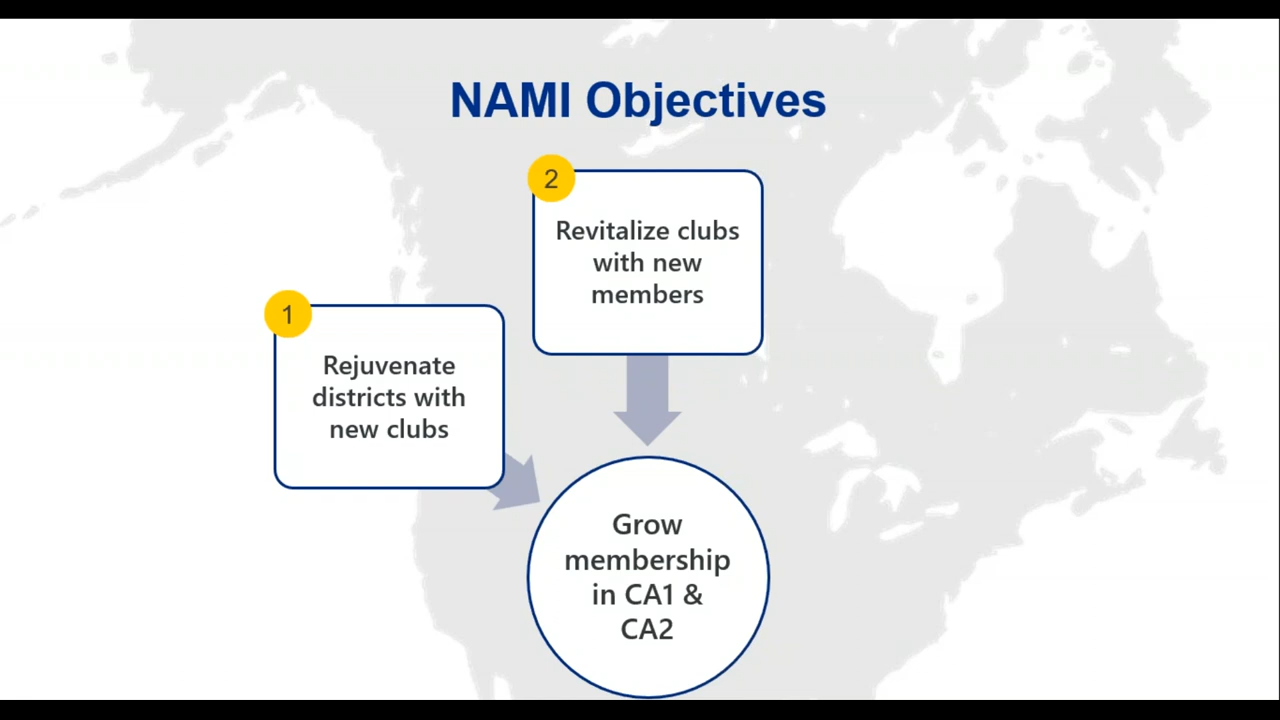 NAMI Objectives
1
Rejuvenate
districts with
new clubs
2
Revitalize clubs
with new
members
Grow
membership
in CA1 &
CA2